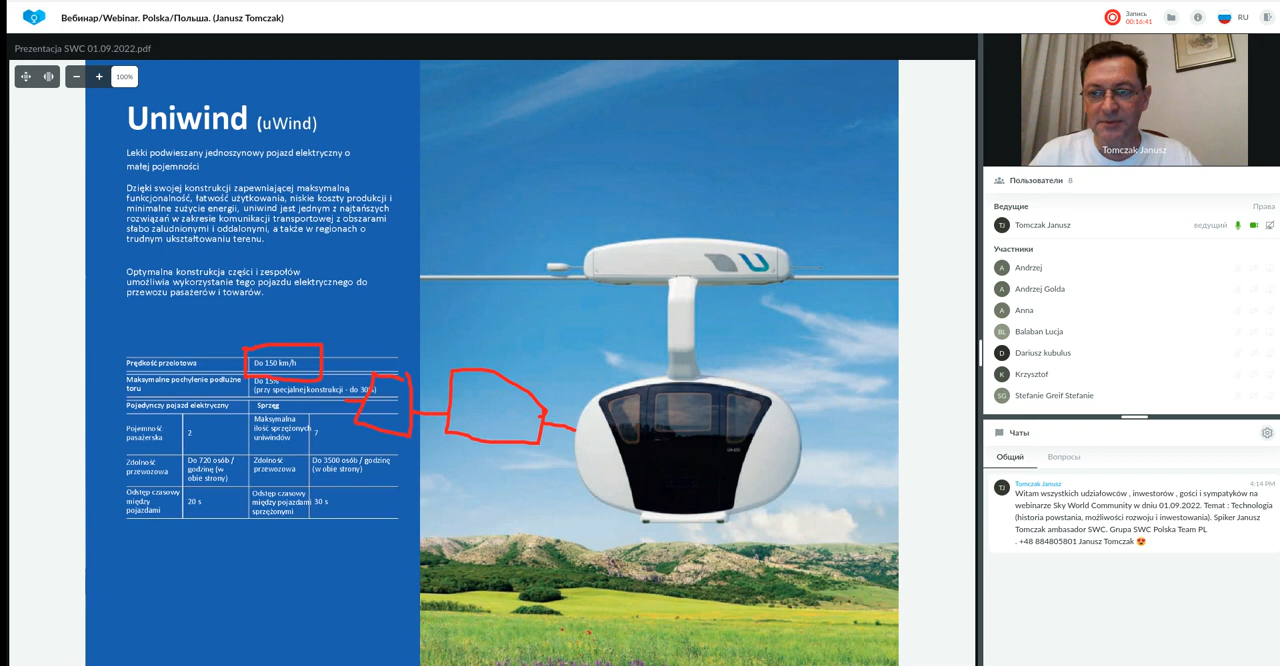 Вебинар/Webinar. Polska/Польша. (Janusz Tomczak)
Запись
00:16:41
RU
Prezentacja SWC 01.09.2022.pdf
100%
Uniwind (uWind)
Lekki podwieszany jednoszynowy pojazd elektryczny o
małej pojemności
Dzięki swojej konstrukcji zapewniającej maksymalną
funkcjonalność, łatwość użytkowania, niskie koszty produkcji i
minimalne zużycie energii, uniwind jest jednym z najtańszych
rozwiązań w zakresie komunikacji transportowej z obszarami
słabo zaludnionymi i oddalonymi, a także w regionach o
trudnym ukształtowaniu terenu.
Optymalna konstrukcja części i zespołów
umożliwia wykorzystanie tego pojazdu elektrycznego do
przewozu pasażerów i towarów.
Prędkość przelotowa Do 150 km/h
Maksymalne pochylenie podłużne
toru
Do 15%
(przy specjalnej konstrukcji - do 30%)
Pojedynczy pojazd elektryczny Sprzęg
Pojemność
pasażerska
2
Maksymalna
ilość sprzężonych
uniwindów
7
Zdolność
przewozowa
Do 720 osób /
godzinę (w
obie strony)
Zdolność
przewozowa
Do 3500 osób / godzinę
(w obie strony)
Odstęp czasowy
między
pojazdami
20 s
Odstęp czasowy
między pojazdami
sprzężonymi
30 s
Tomczak Janusz
Пользователи 8
Ведущие Права
TJ Tomczak Janusz ведущий
Участники
A Andrzej
A Andrzej Golda
A Anna
BL Balaban Lucja
D Dariusz kubulus
K Krzysztof
SG Stefanie Greif Stefanie
Чаты
Общий Вопросы
TJ Tomczak Janusz 4:14 PM
Witam wszystkich udziałowców , inwestorów , gości i sympatyków na
webinarze Sky World Community w dniu 01.09.2022. Temat : Technologia
(historia powstania, możliwości rozwoju i inwestowania). Spiker Janusz
Tomczak ambasador SWC. Grupa SWC Polska Team PL
. +48 884805801 Janusz Tomczak 😍